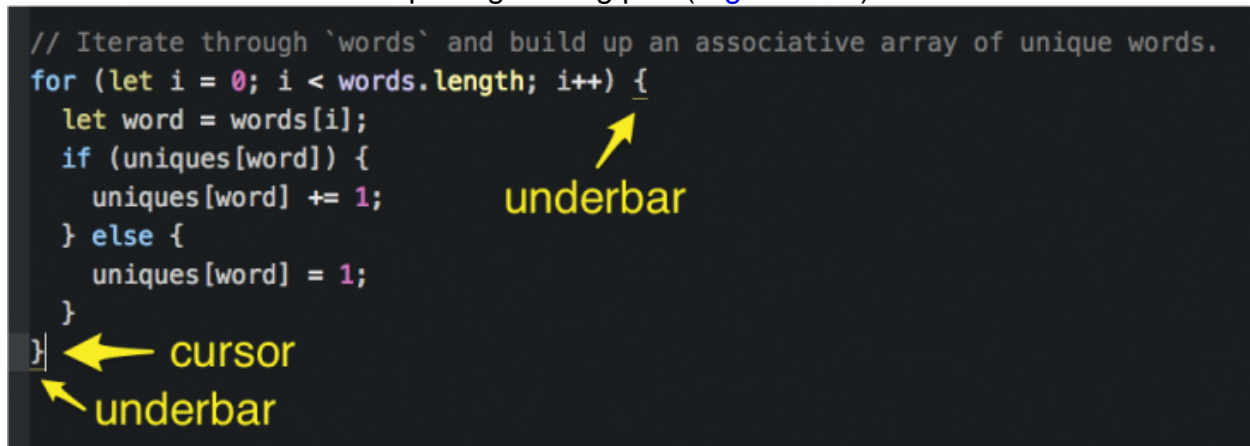 // Iterate through `words` and build up an associative array of unique words.
for (let i = 0; i < words.length; i++) {
  let word = words[i];
  if (uniques[word]) {
    uniques[word] += 1;
underbar
  } else {
    uniques[word] = 1;
  }
}
cursor
underbar